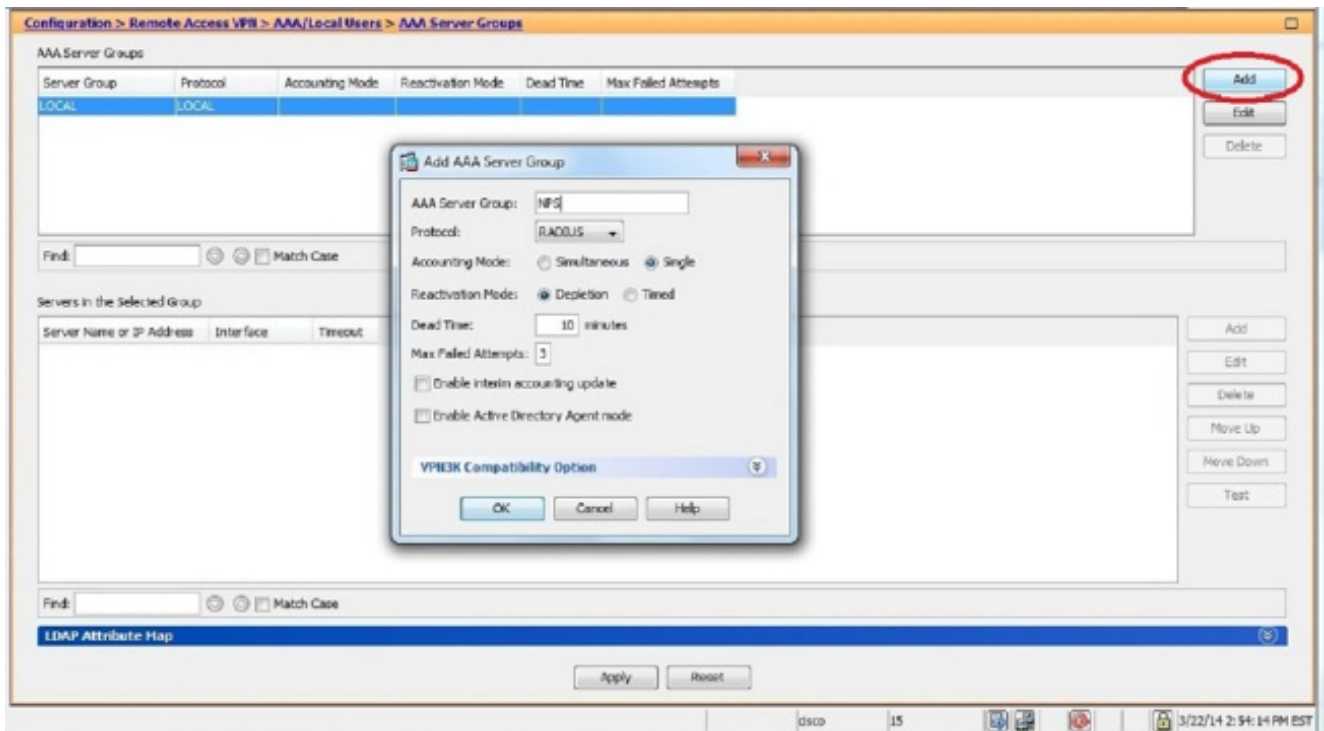 Configuration > Remote Access VPN > AAA/Local Users > AAA Server Groups
AAA Server Groups
Server Group Protocol Accounting Mode Reactivation Mode Dead Time Max Failed Attempts
LOCAL LOCAL
Add
Edit
Delete
Find: Match Case
Add AAA Server Group
AAA Server Group: NPS
Protocol: RADIUS
Accounting Mode: Simultaneous Single
Reactivation Mode: Depletion Timed
Dead Time: 10 minutes
Max Failed Attempts: 3
Enable interim accounting update
Enable Active Directory Agent mode
VPN3K Compatibility Option
OK Cancel Help
Servers in the Selected Group
Server Name or IP Address Interface Timeout
Add
Edit
Delete
Move Up
Move Down
Test
Find: Match Case
LDAP Attribute Map
Apply Reset
cisco 15 3/22/14 2:54:14 PM EST